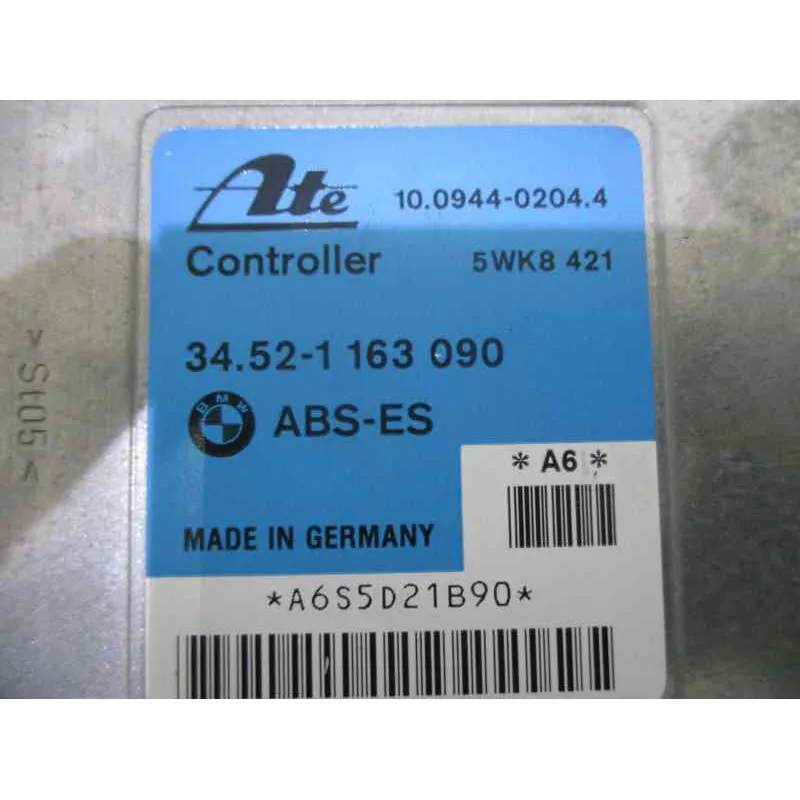 Ate 10.0944-0204.4
Controller 5WK8 421
34.52-1 163 090
BMW ABS-ES
* A6 *
MADE IN GERMANY
*A6S5D21B90*
>St05<